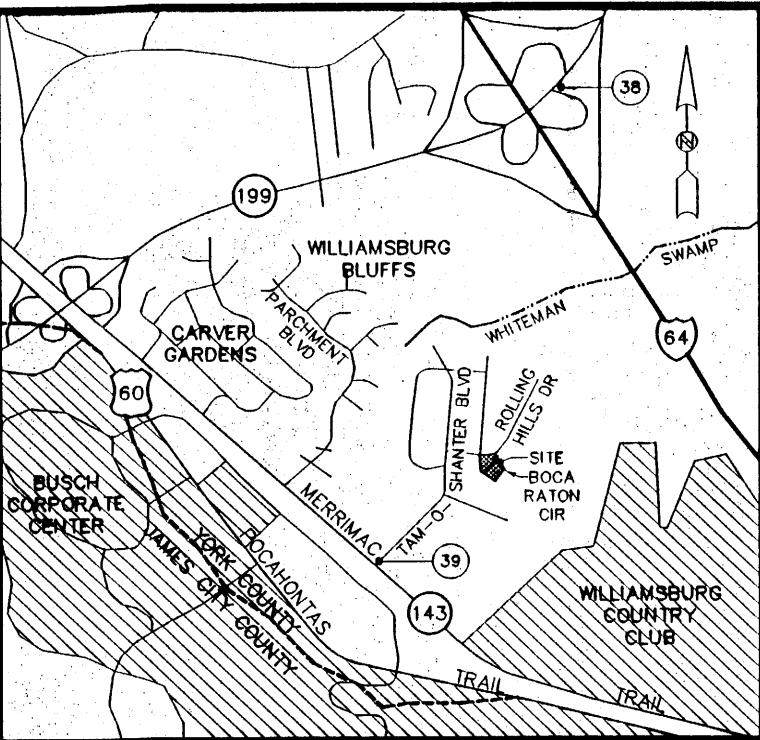 38
N
199
WILLIAMSBURG
BLUFFS
SWAMP
WHITEMAN
PARCHMENT
BLVD
CARVER
GARDENS
64
60
SHANTER BLVD
ROLLING
HILLS DR
SITE
BOCA
RATON
CIR
BUSCH
CORPORATE
CENTER
MERRIMAC
TAM-O-
39
YORK COUNTY
JAMES CITY COUNTY
POCAHONTAS
143
WILLIAMSBURG
COUNTRY
CLUB
TRAIL
TRAIL